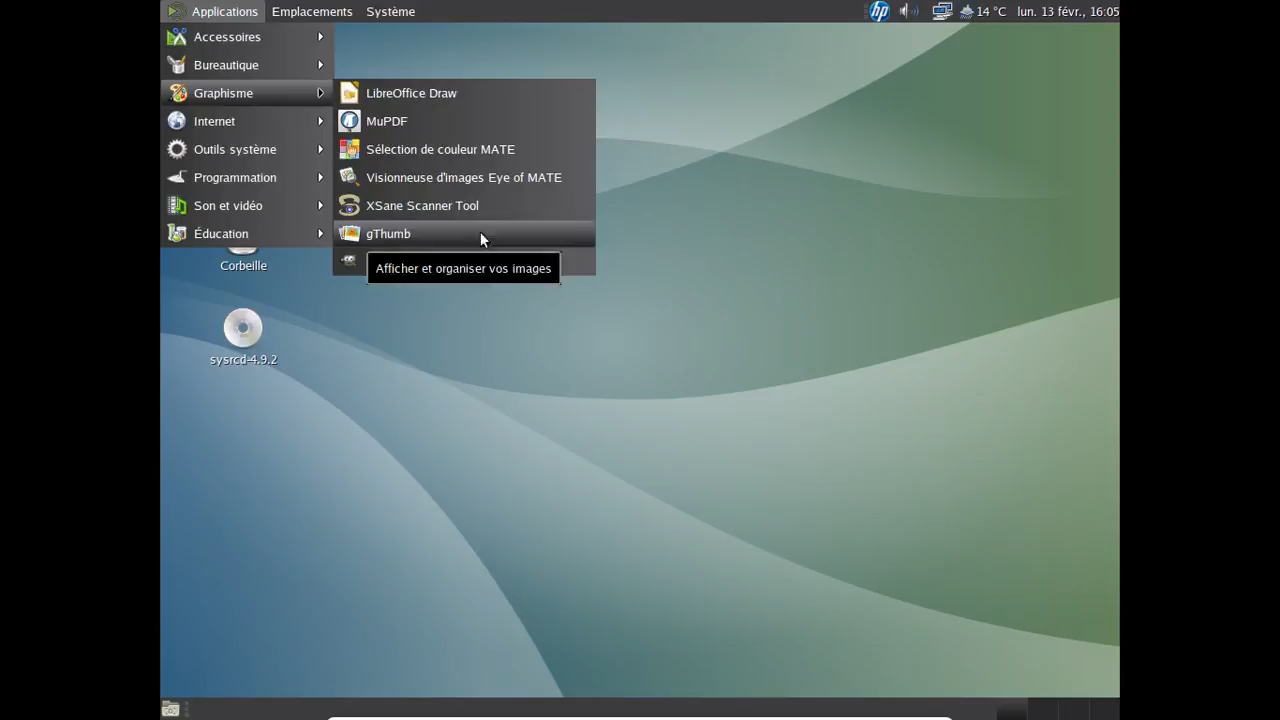 Applications Emplacements Système hp 14 °C lun. 13 févr., 16:05
Accessoires
Bureautique
Graphisme
Internet
Outils système
Programmation
Son et vidéo
Éducation
LibreOffice Draw
MuPDF
Sélection de couleur MATE
Visionneuse d'images Eye of MATE
XSane Scanner Tool
gThumb
Afficher et organiser vos images
Corbeille
sysrcd-4.9.2